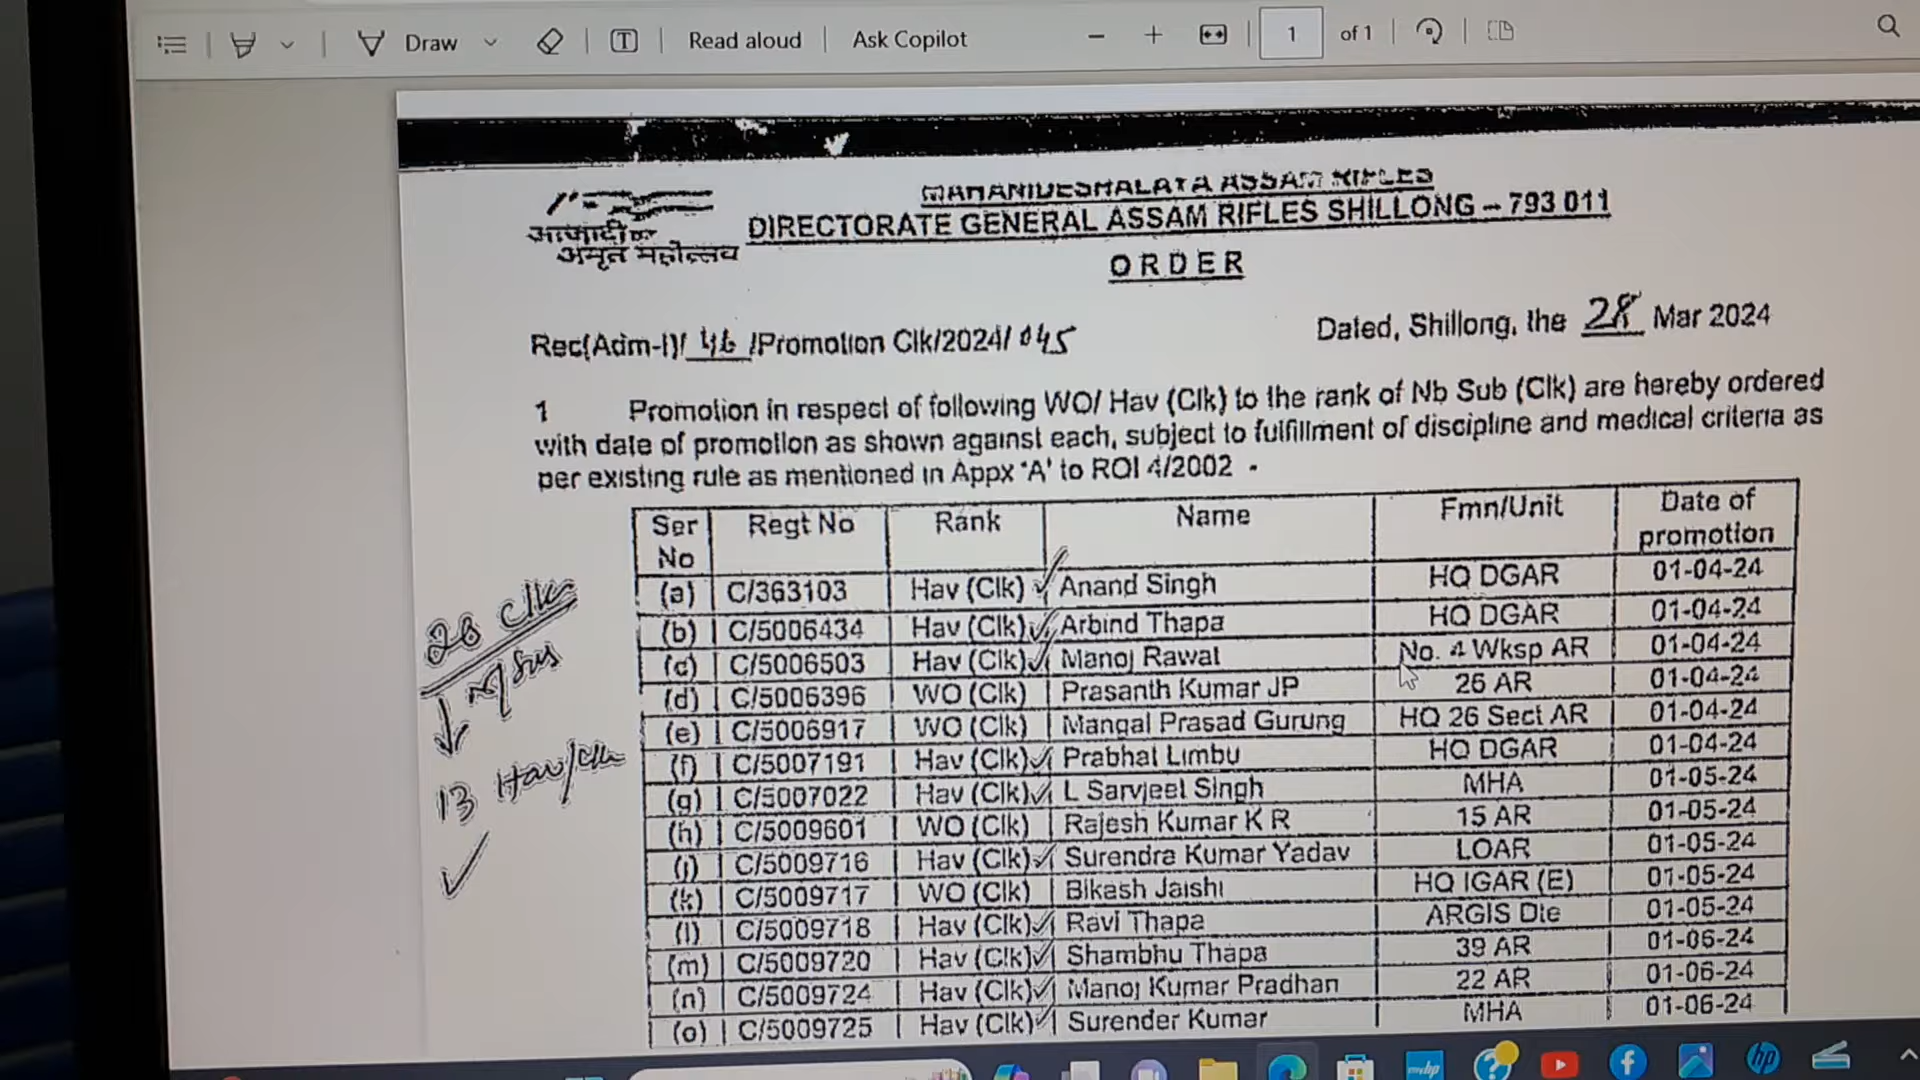 Draw
Read aloud
Ask Copilot
1 of 1
MAHANIDESHALAYA ASSAM RIFLES
DIRECTORATE GENERAL ASSAM RIFLES SHILLONG – 793 011
आजादी का
अमृत महोत्सव
ORDER
Rec(Adm-I)/ 46 /Promotion Clk/2024/ 045
Dated, Shillong, the 28 Mar 2024
1 Promotion in respect of following WO/ Hav (Clk) to the rank of Nb Sub (Clk) are hereby ordered
with date of promotion as shown against each, subject to fulfillment of discipline and medical criteria as
per existing rule as mentioned in Appx 'A' to ROI 4/2002 -
Ser No Regt No Rank Name Fmn/Unit Date of promotion
(a) C/363103 Hav (Clk) Anand Singh HQ DGAR 01-04-24
(b) C/5006434 Hav (Clk) Arbind Thapa HQ DGAR 01-04-24
(c) C/5006503 Hav (Clk) Manoj Rawat No. 4 Wksp AR 01-04-24
(d) C/5006396 WO (Clk) Prasanth Kumar JP 26 AR 01-04-24
(e) C/5006917 WO (Clk) Mangal Prasad Gurung HQ 26 Sect AR 01-04-24
(f) C/5007191 Hav (Clk) Prabhat Limbu HQ DGAR 01-04-24
(g) C/5007022 Hav (Clk) L Sarvjeet Singh MHA 01-05-24
(h) C/5009601 WO (Clk) Rajesh Kumar K R 15 AR 01-05-24
(j) C/5009716 Hav (Clk) Surendra Kumar Yadav LOAR 01-05-24
(k) C/5009717 WO (Clk) Bikash Jaishi HQ IGAR (E) 01-05-24
(l) C/5009718 Hav (Clk) Ravi Thapa ARGIS Dte 01-05-24
(m) C/5009720 Hav (Clk) Shambhu Thapa 39 AR 01-06-24
(n) C/5009724 Hav (Clk) Manoj Kumar Pradhan 22 AR 01-06-24
(o) C/5009725 Hav (Clk) Surender Kumar MHA 01-06-24
Clk
N/Sub
13 Hav/Clk
hp